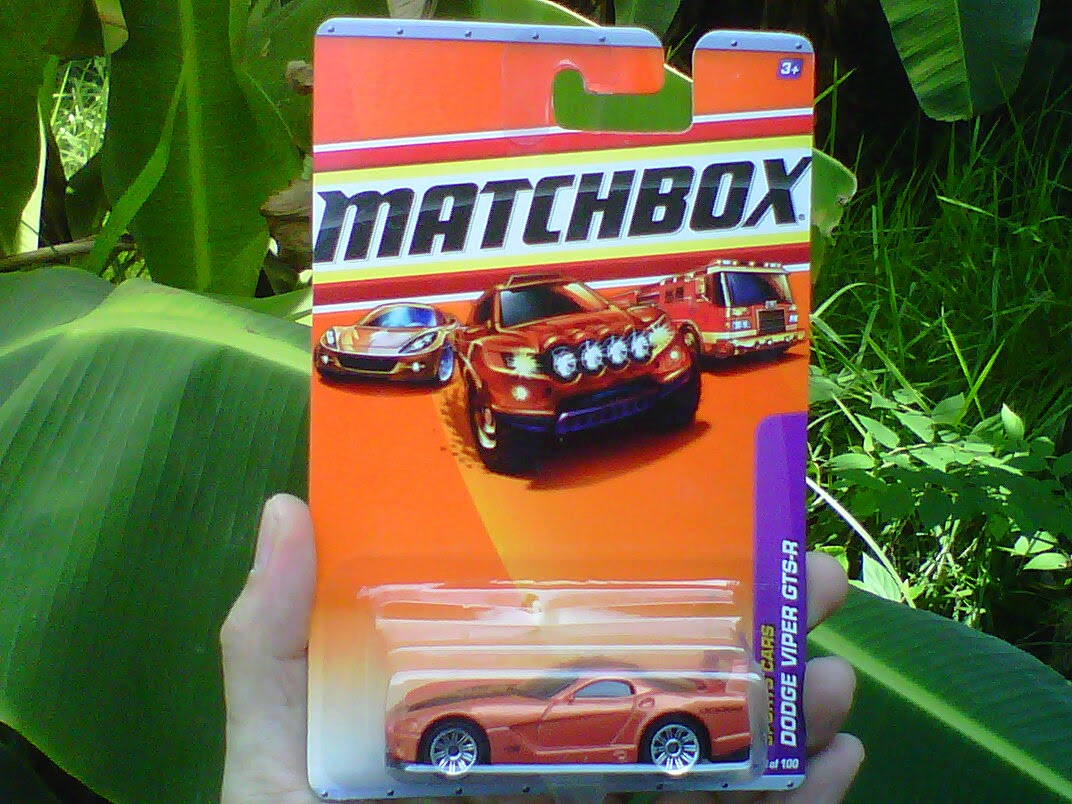 3+
MATCHBOX
SPORTS CARS
DODGE VIPER GTS-R
of 100